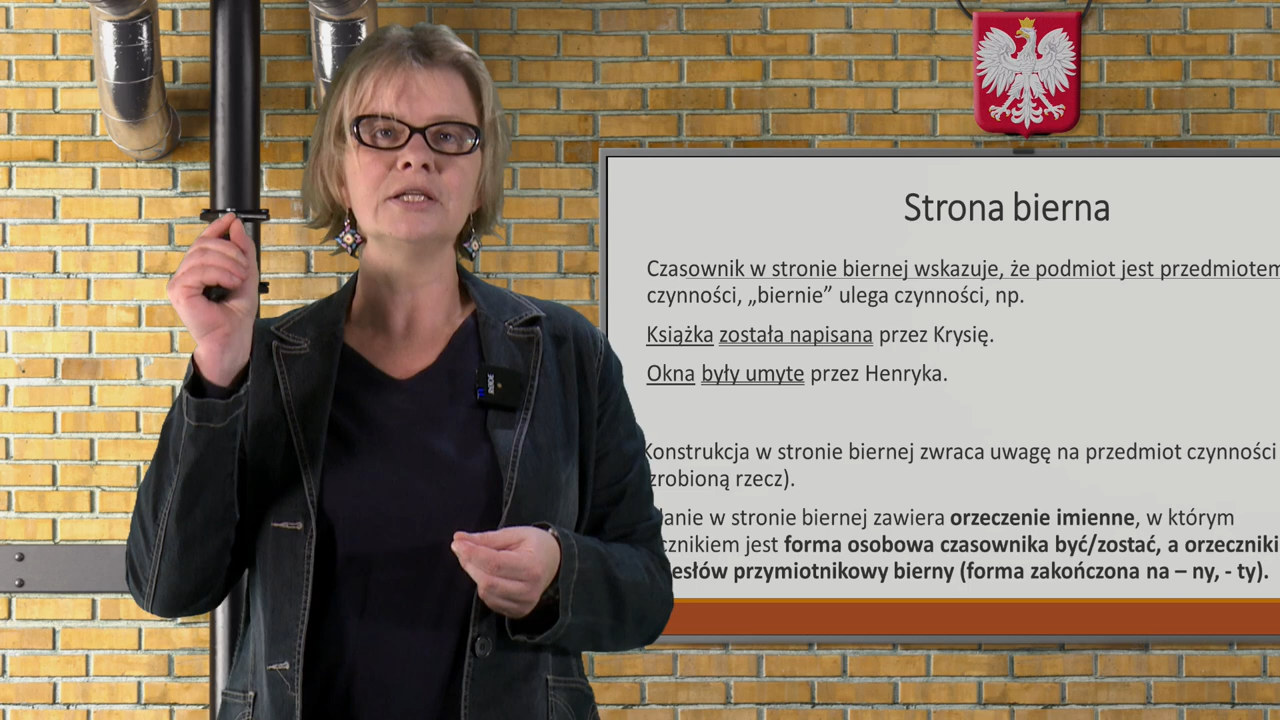 Strona bierna
Czasownik w stronie biernej wskazuje, że podmiot jest przedmiotem
czynności, „biernie” ulega czynności, np.
Książka została napisana przez Krysię.
Okna były umyte przez Henryka.
Konstrukcja w stronie biernej zwraca uwagę na przedmiot czynności
zrobioną rzecz).
w stronie biernej zawiera orzeczenie imienne, w którym
jest forma osobowa czasownika być/zostać, a
przymiotnikowy bierny (forma zakończona na – ny, - ty).
RODE